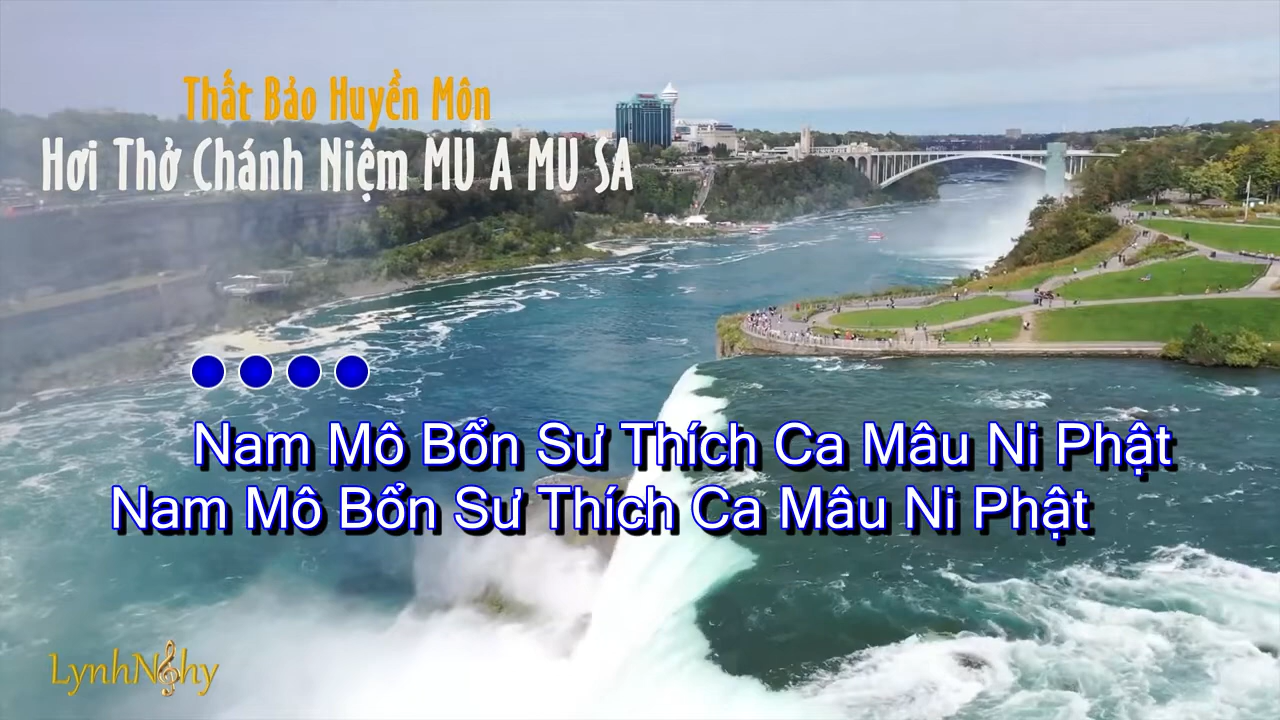 Thất Bảo Huyền Môn
Hơi Thở Chánh Niệm MU A MU SA
Nam Mô Bổn Sư Thích Ca Mâu Ni Phật
Nam Mô Bổn Sư Thích Ca Mâu Ni Phật
LynhNghy